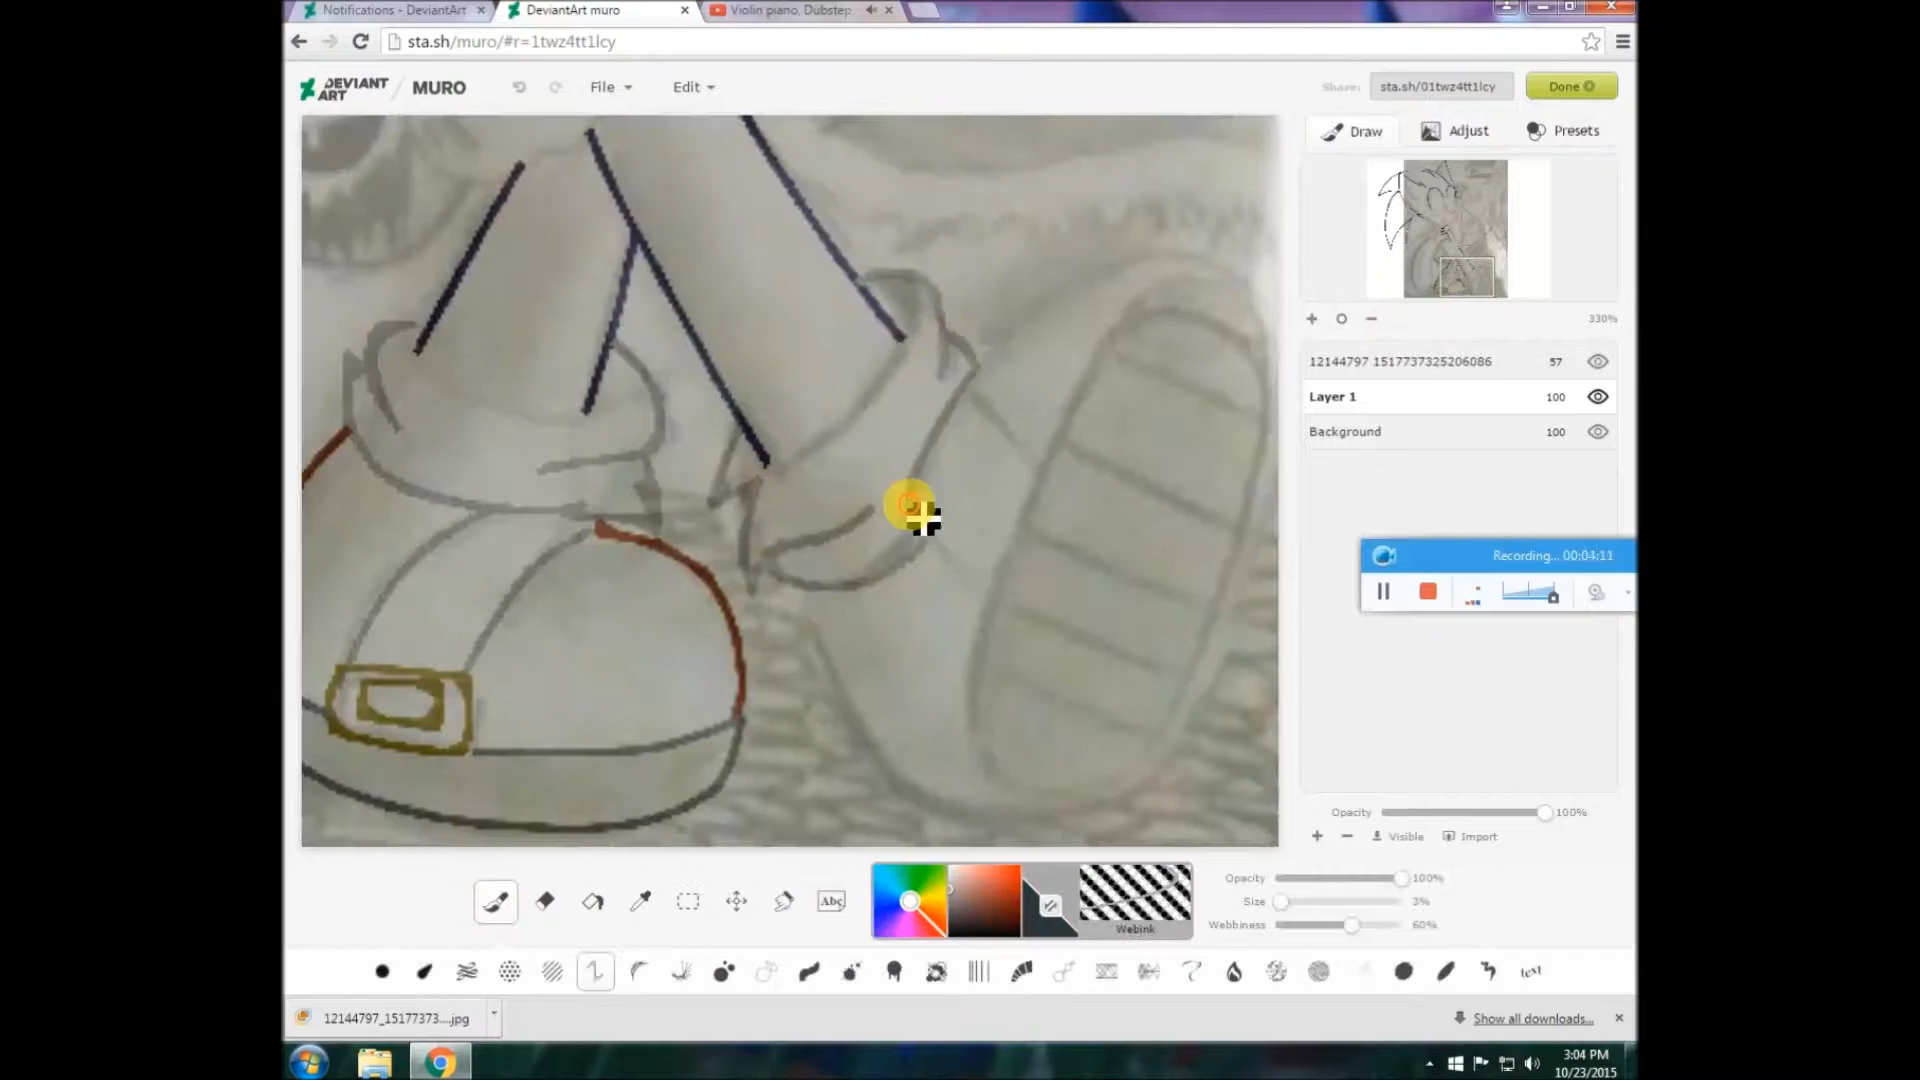 Notifications - DeviantArt
DeviantArt muro
Violin piano, Dubstep,
sta.sh/muro/#r=1twz4tt1lcy
DEVIANT ART / MURO
File
Edit
Share:
sta.sh/01twz4tt1lcy
Done
Draw
Adjust
Presets
330%
12144797 1517737325206086 57
Layer 1 100
Background 100
Recording... 00:04:11
Opacity 100%
Visible
Import
Abc
Webink
Opacity 100%
Size 3%
Webbiness 60%
text
12144797_15177373....jpg
Show all downloads...
3:04 PM
10/23/2015